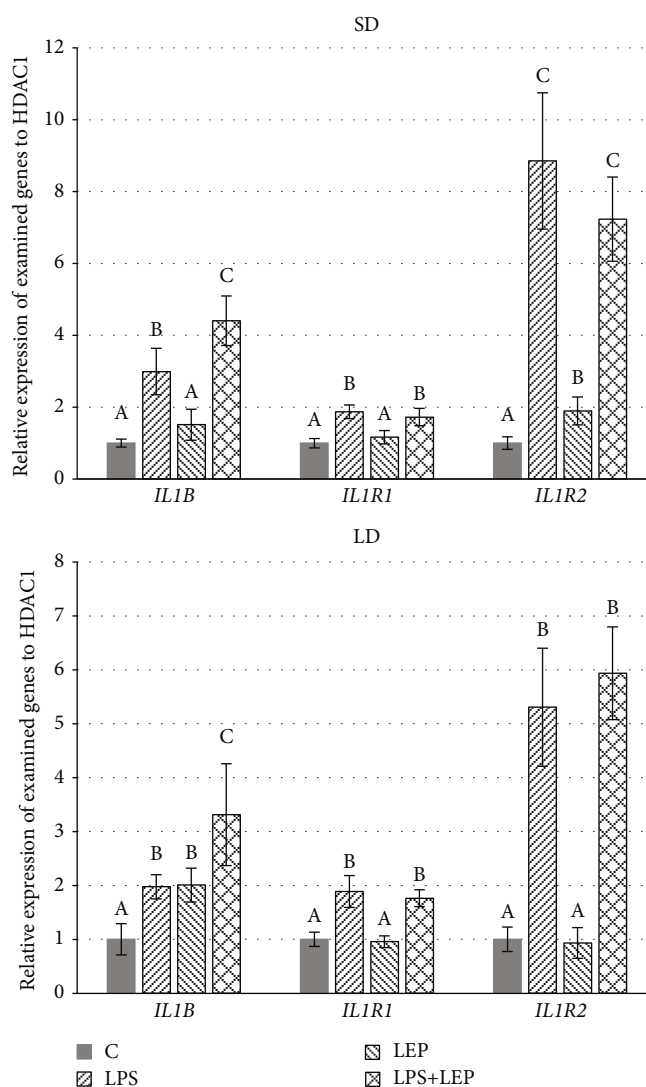 SD
Relative expression of examined genes to HDAC1
12
10
8
6
4
2
0
A
B
A
C
A
B
A
B
A
C
B
C
IL1B
IL1R1
IL1R2
LD
Relative expression of examined genes to HDAC1
8
7
6
5
4
3
2
1
0
A
B
B
C
A
B
A
B
A
B
A
B
IL1B
IL1R1
IL1R2
C
LPS
LEP
LPS+LEP